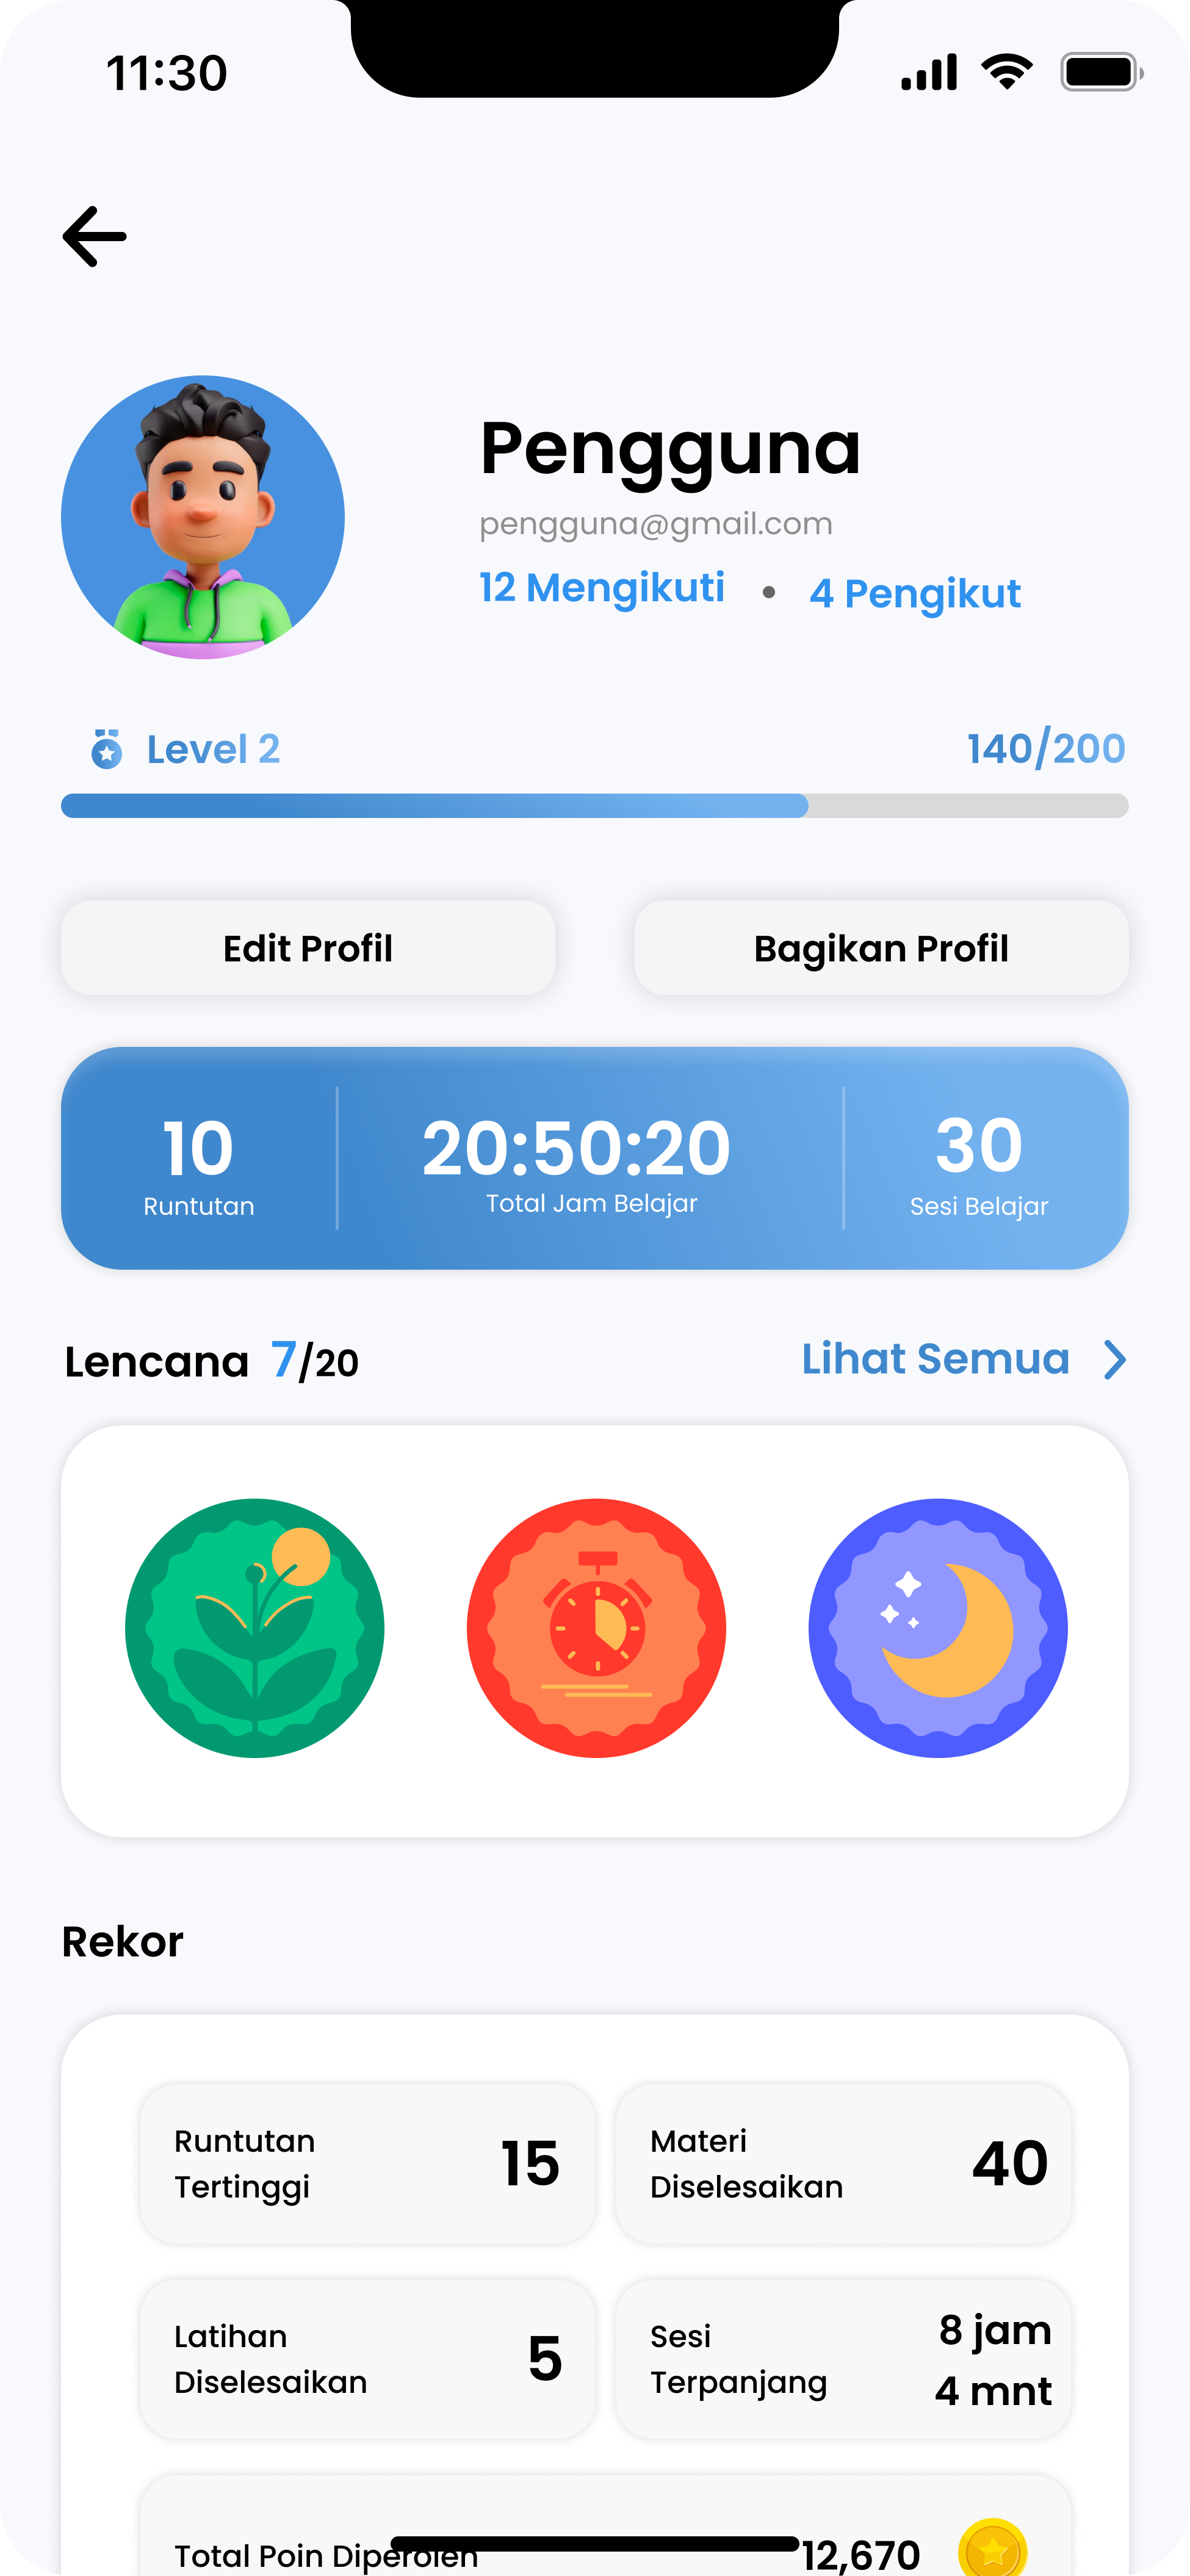 11:30
Pengguna
pengguna@gmail.com
12 Mengikuti • 4 Pengikut
Level 2 140/200
Edit Profil Bagikan Profil
10 20:50:20 30
Runtutan Total Jam Belajar Sesi Belajar
Lencana 7/20 Lihat Semua
Rekor
Runtutan
Tertinggi
15
Materi
Diselesaikan
40
Latihan
Diselesaikan
5
Sesi
Terpanjang
8 jam
4 mnt
Total Poin Diperoleh 12,670